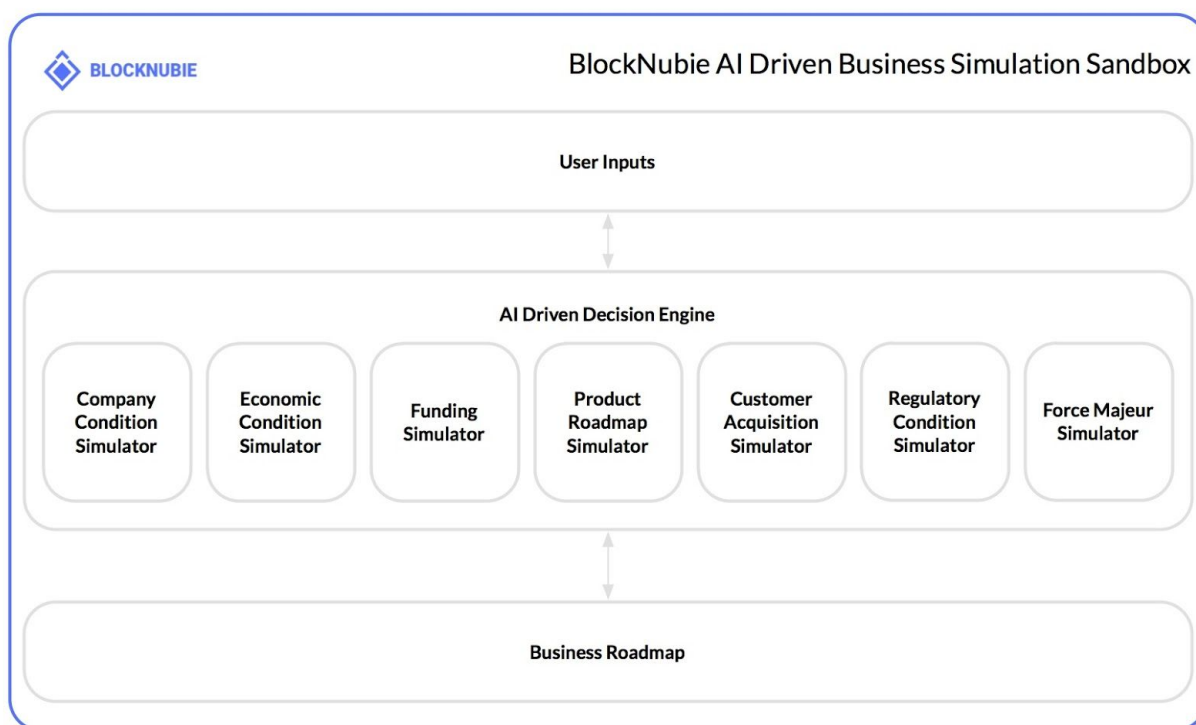 BLOCKNUBIE
BlockNubie AI Driven Business Simulation Sandbox
User Inputs
AI Driven Decision Engine
Company
Condition
Simulator
Economic
Condition
Simulator
Funding
Simulator
Product
Roadmap
Simulator
Customer
Acquisition
Simulator
Regulatory
Condition
Simulator
Force Majeur
Simulator
Business Roadmap